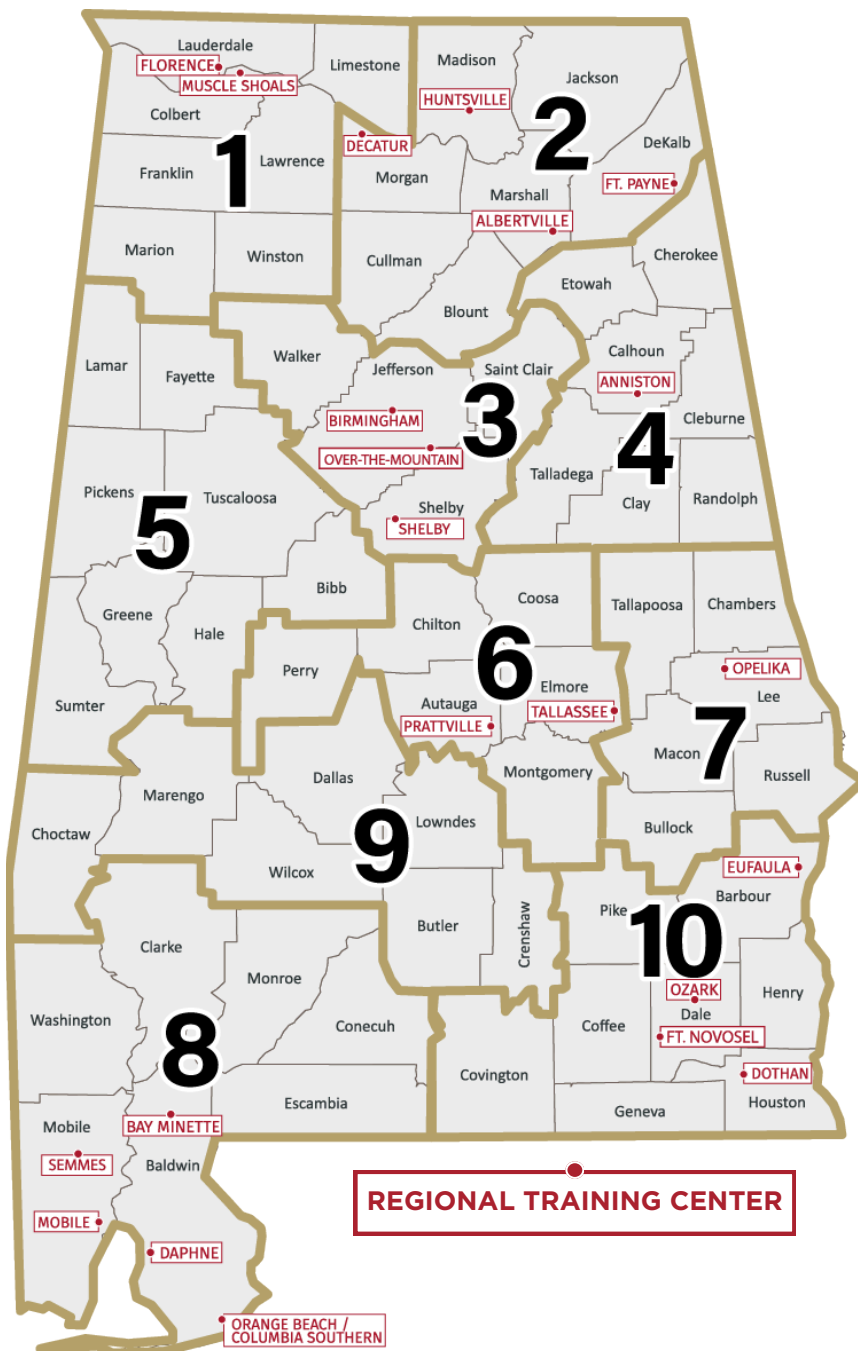 Lauderdale
FLORENCE
MUSCLE SHOALS
Limestone
Colbert
1
Lawrence
Franklin
Marion
Winston
Madison
HUNTSVILLE
Jackson
2
DECATUR
DeKalb
Morgan
Marshall
FT. PAYNE
ALBERTVILLE
Cullman
Blount
Cherokee
Etowah
Walker
Jefferson
Saint Clair
3
BIRMINGHAM
OVER-THE-MOUNTAIN
Shelby
SHELBY
Calhoun
ANNISTON
4
Cleburne
Talladega
Clay
Randolph
Lamar
Fayette
Pickens
Tuscaloosa
5
Bibb
Greene
Hale
Sumter
Perry
Chilton
Coosa
6
Autauga
Elmore
PRATTVILLE
TALLASSEE
Montgomery
Tallapoosa
Chambers
OPELIKA
Lee
7
Macon
Russell
Bullock
Choctaw
Marengo
Dallas
Lowndes
9
Wilcox
Butler
Crenshaw
EUFAULA
Barbour
Pike
10
OZARK
Dale
Henry
Coffee
FT. NOVOSEL
DOTHAN
Covington
Geneva
Houston
Clarke
Monroe
Washington
Conecuh
8
Escambia
Mobile
BAY MINETTE
SEMMES
Baldwin
MOBILE
DAPHNE
ORANGE BEACH /
COLUMBIA SOUTHERN
REGIONAL TRAINING CENTER